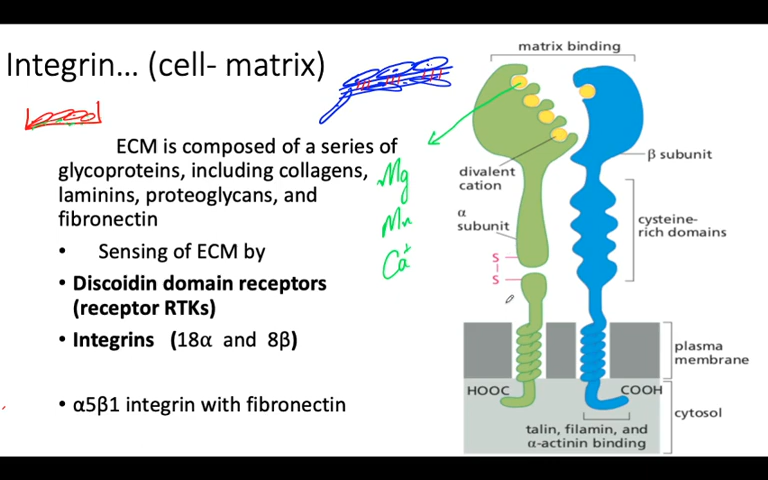 Integrin... (cell- matrix)
ECM is composed of a series of
glycoproteins, including collagens,
laminins, proteoglycans, and
fibronectin
• Sensing of ECM by
• Discoidin domain receptors
(receptor RTKs)
• Integrins (18α and 8β)
• α5β1 integrin with fibronectin
Mg
Mn
Ca+
matrix binding
β subunit
divalent
cation
α
subunit
cysteine-
rich domains
S
S
plasma
membrane
HOOC
COOH
cytosol
talin, filamin, and
α-actinin binding